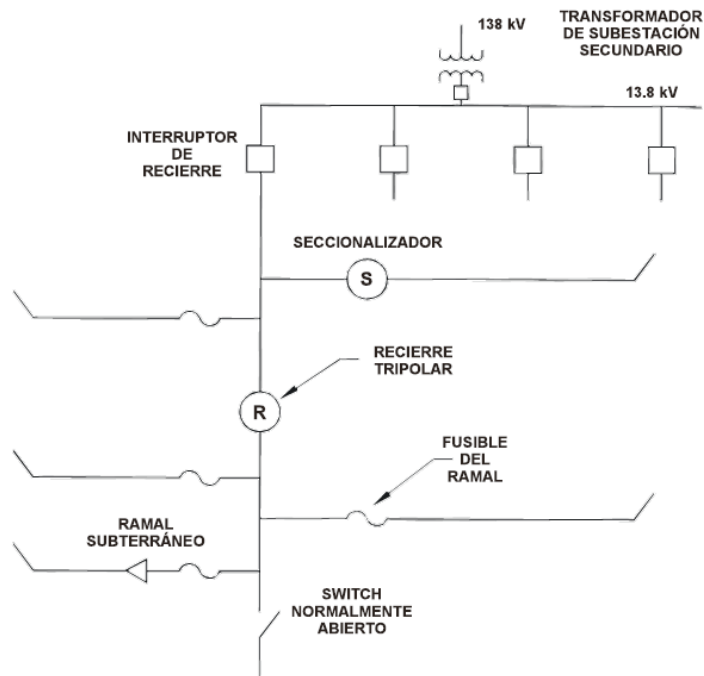 138 kV
TRANSFORMADOR
DE SUBESTACIÓN
SECUNDARIO
13.8 kV
INTERRUPTOR
DE
RECIERRE
SECCIONALIZADOR
S
RECIERRE
TRIPOLAR
R
FUSIBLE
DEL
RAMAL
RAMAL
SUBTERRÁNEO
SWITCH
NORMALMENTE
ABIERTO